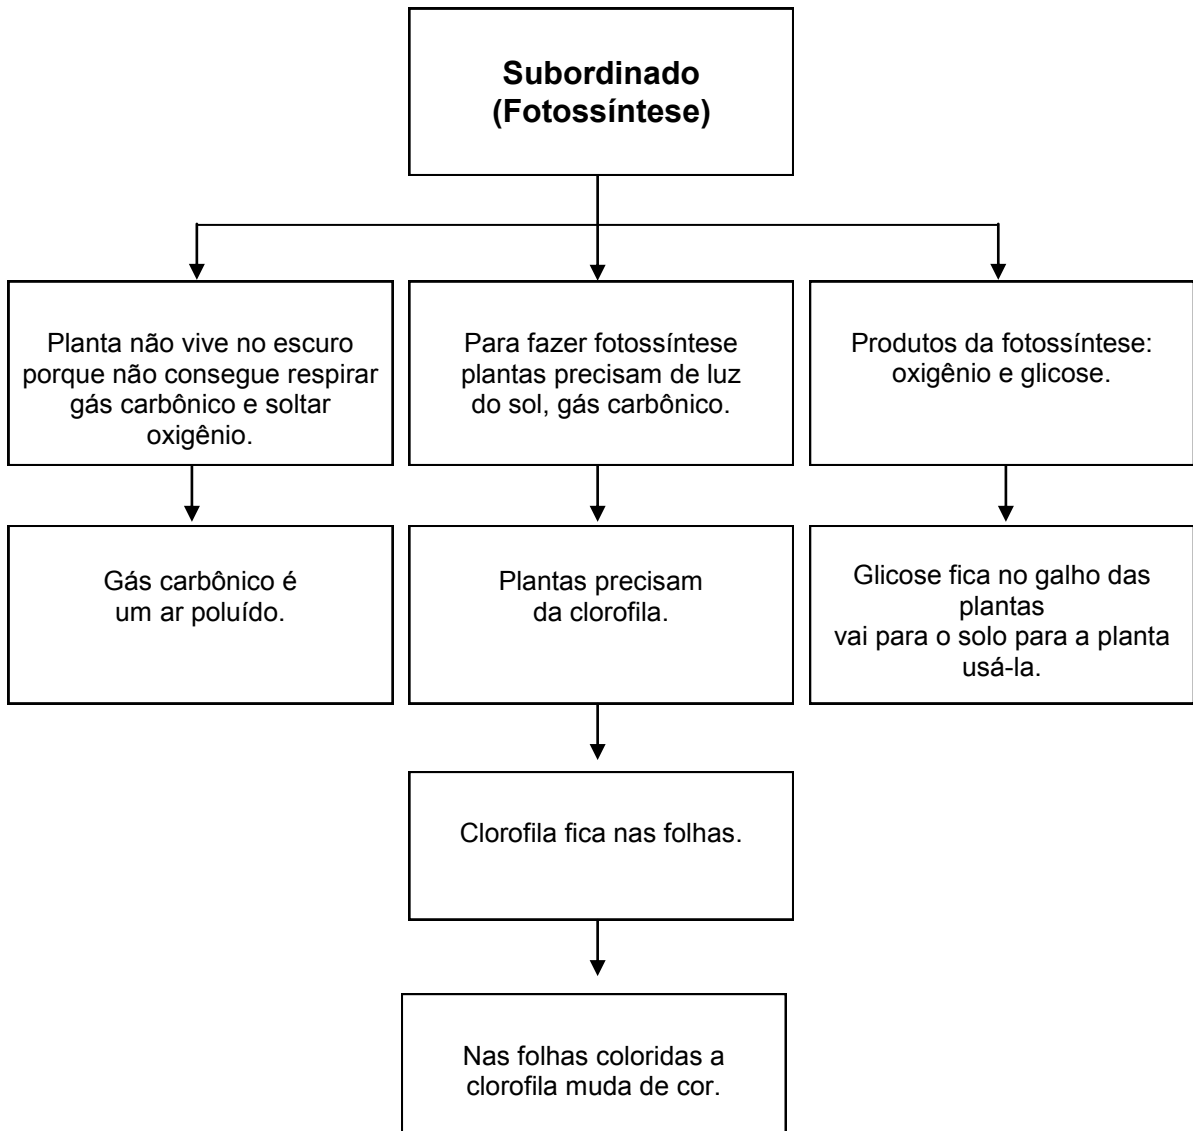 Subordinado
(Fotossíntese)
Planta não vive no escuro
porque não consegue respirar
gás carbônico e soltar
oxigênio.
Para fazer fotossíntese
plantas precisam de luz
do sol, gás carbônico.
Produtos da fotossíntese:
oxigênio e glicose.
Gás carbônico é
um ar poluído.
Plantas precisam
da clorofila.
Glicose fica no galho das
plantas
vai para o solo para a planta
usá-la.
Clorofila fica nas folhas.
Nas folhas coloridas a
clorofila muda de cor.